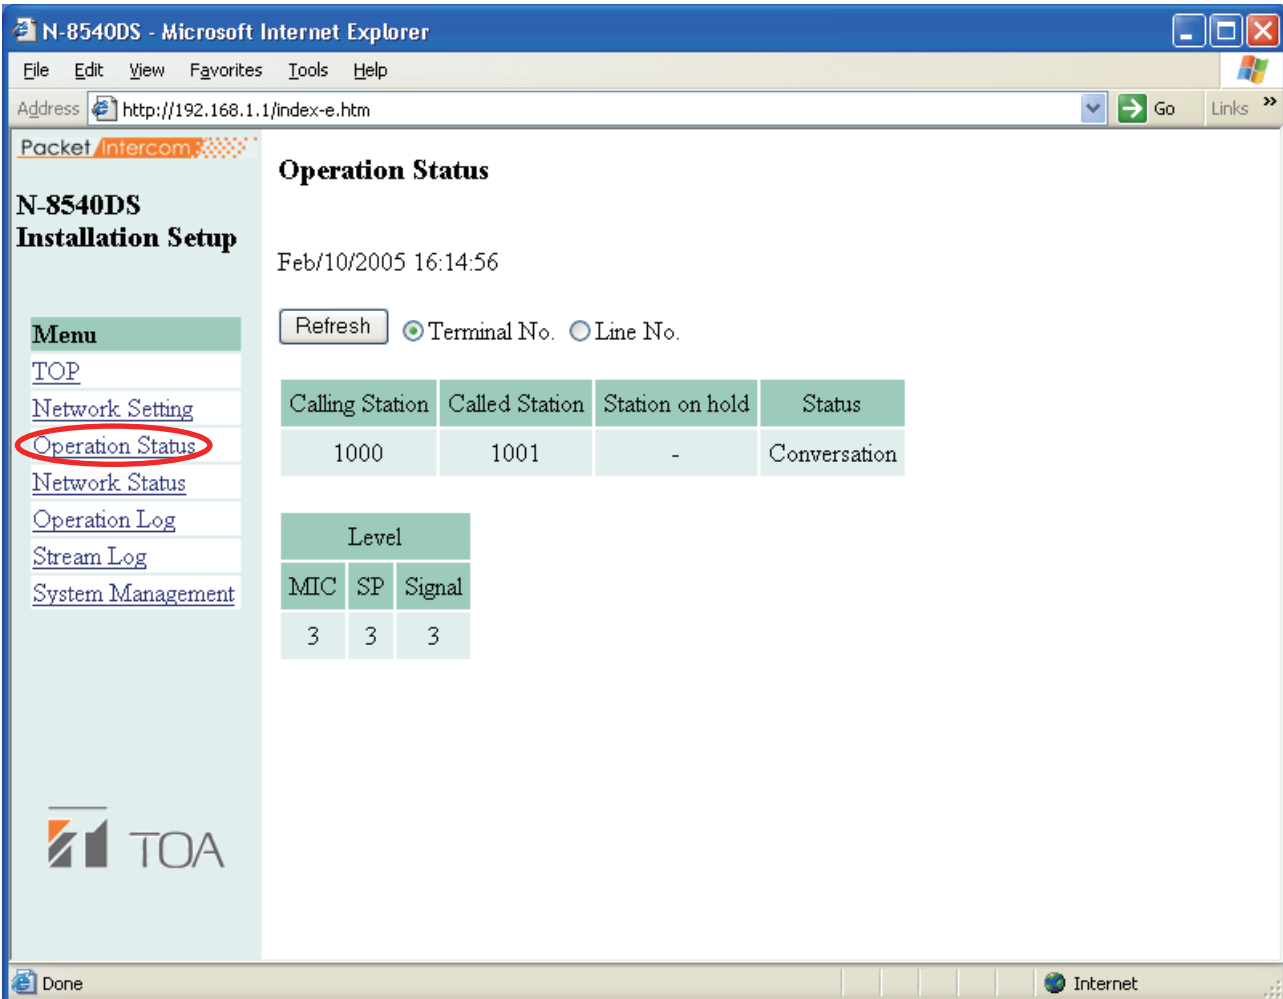 N-8540DS - Microsoft Internet Explorer
File Edit View Favorites Tools Help
Address http://192.168.1.1/index-e.htm Go Links »
Packet Intercom
N-8540DS
Installation Setup
Menu
TOP
Network Setting
Operation Status
Network Status
Operation Log
Stream Log
System Management
TOA
Operation Status
Feb/10/2005 16:14:56
Refresh Terminal No. Line No.
Calling Station Called Station Station on hold Status
1000 1001 - Conversation
Level
MIC SP Signal
3 3 3
Done Internet